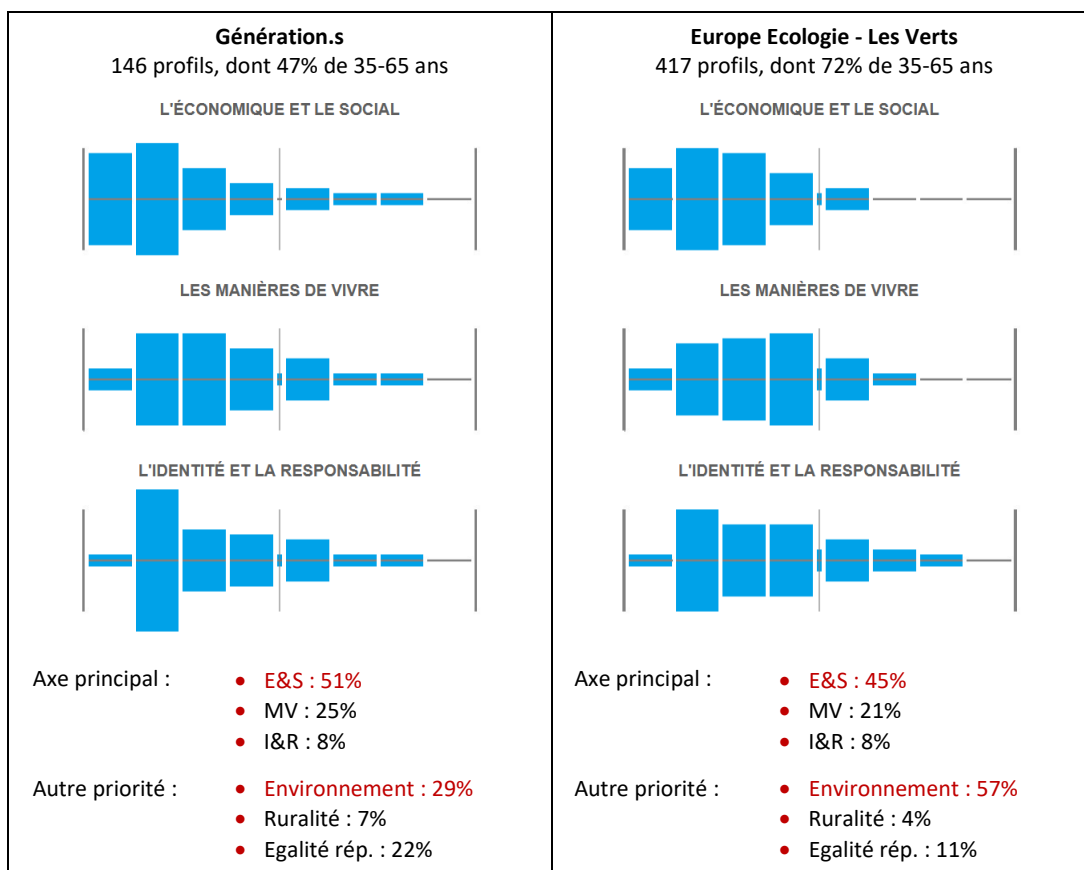 Génération.s
146 profils, dont 47% de 35-65 ans
L'ÉCONOMIQUE ET LE SOCIAL
LES MANIÈRES DE VIVRE
L'IDENTITÉ ET LA RESPONSABILITÉ
Axe principal :
• E&S : 51%
• MV : 25%
• I&R : 8%
Autre priorité :
• Environnement : 29%
• Ruralité : 7%
• Egalité rép. : 22%
Europe Ecologie - Les Verts
417 profils, dont 72% de 35-65 ans
L'ÉCONOMIQUE ET LE SOCIAL
LES MANIÈRES DE VIVRE
L'IDENTITÉ ET LA RESPONSABILITÉ
Axe principal :
• E&S : 45%
• MV : 21%
• I&R : 8%
Autre priorité :
• Environnement : 57%
• Ruralité : 4%
• Egalité rép. : 11%